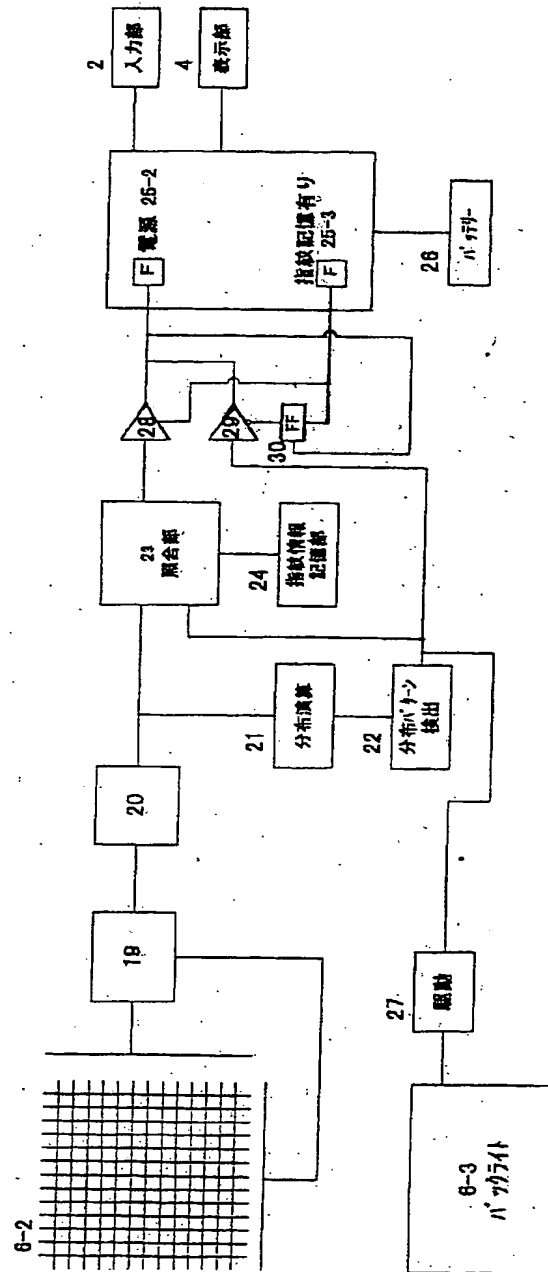 6-2
19
20
21
分布演算
22
分布パターン
検出
23
照合部
24
指紋情報
記憶部
28
29
30
FF
F
電源 25-2
指紋記憶有り
25-3
F
2
入力部
4
表示部
26
バッテリー
27
駆動
6-3
バックライト